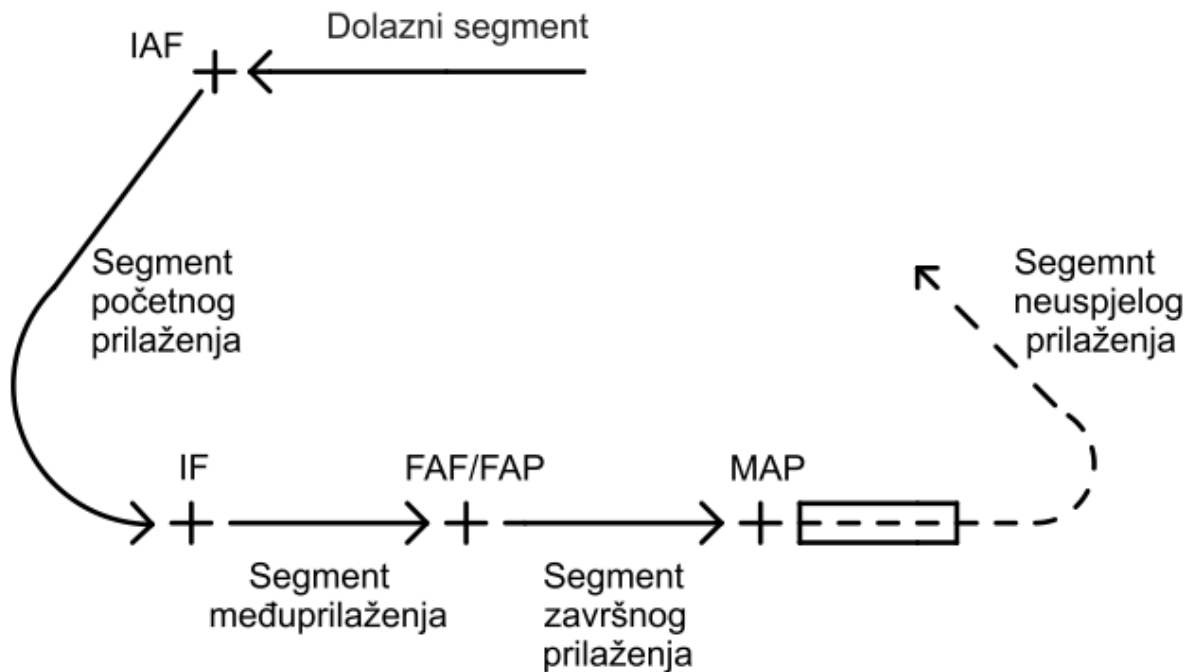 IAF
Dolazni segment
Segment
početnog
prilaženja
Segemnt
neuspjelog
prilaženja
IF
FAF/FAP
MAP
Segment
međuprilaženja
Segment
završnog
prilaženja